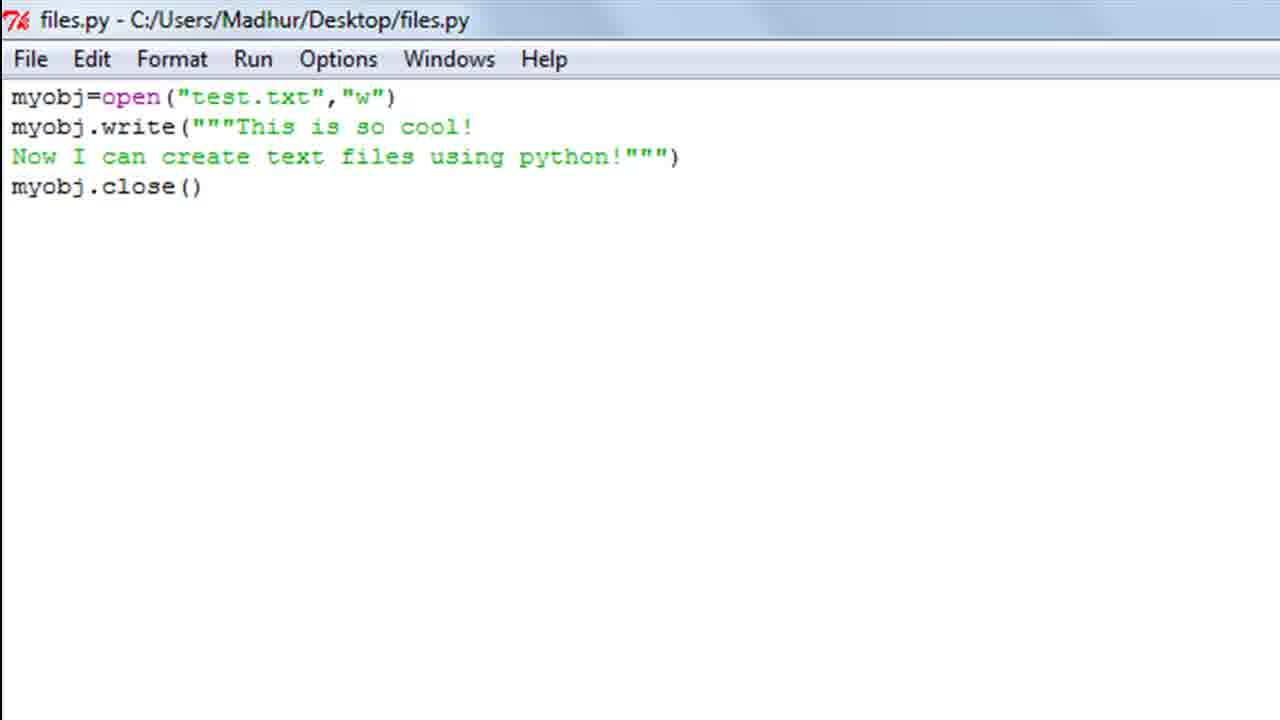 files.py - C:/Users/Madhur/Desktop/files.py
File Edit Format Run Options Windows Help
myobj=open("test.txt","w")
myobj.write("""This is so cool!
Now I can create text files using python!""")
myobj.close()